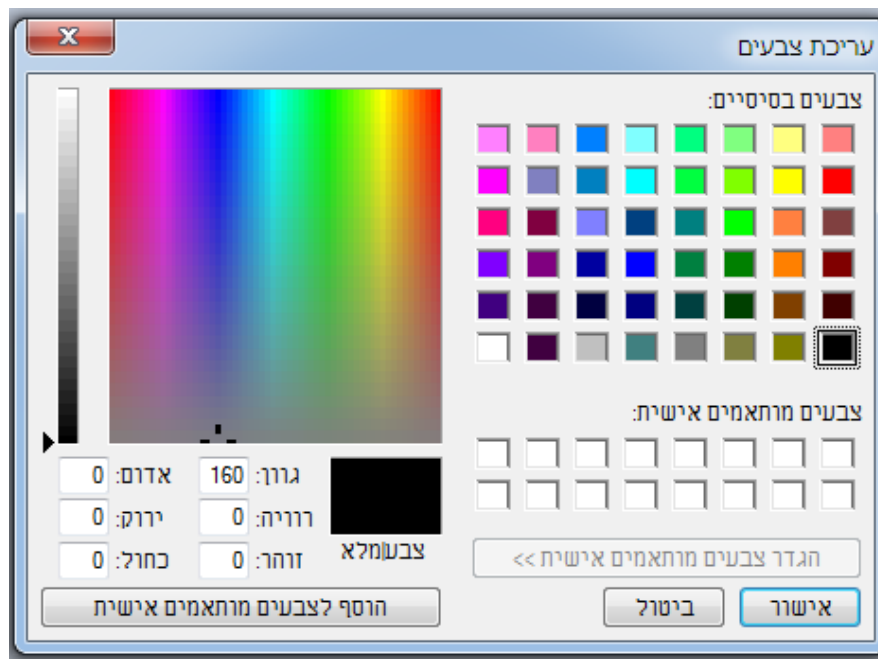 עריכת צבעים
צבעים בסיסיים:
צבעים מותאמים אישית:
הגדר צבעים מותאמים אישית >>
אישור
ביטול
צבע|מלא
גוון: 160
רוויה: 0
זוהר: 0
אדום: 0
ירוק: 0
כחול: 0
הוסף לצבעים מותאמים אישית